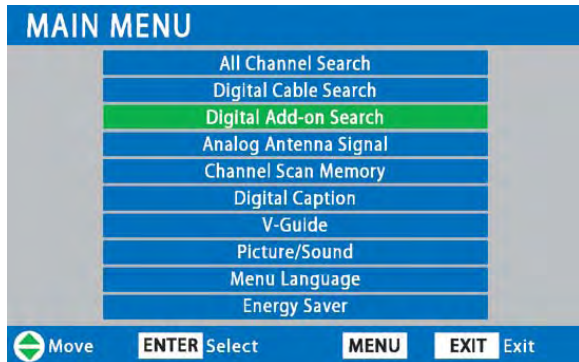 MAIN MENU
All Channel Search
Digital Cable Search
Digital Add-on Search
Analog Antenna Signal
Channel Scan Memory
Digital Caption
V-Guide
Picture/Sound
Menu Language
Energy Saver
Move ENTER Select MENU EXIT Exit